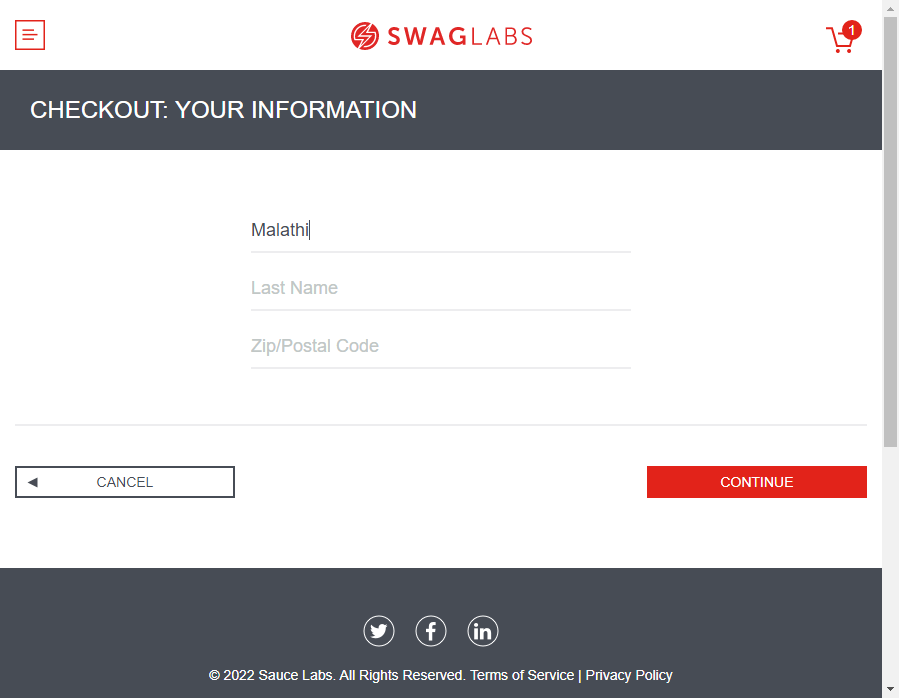 SWAGLABS
1
CHECKOUT: YOUR INFORMATION
Malathi
Last Name
Zip/Postal Code
CANCEL
CONTINUE
© 2022 Sauce Labs. All Rights Reserved. Terms of Service | Privacy Policy